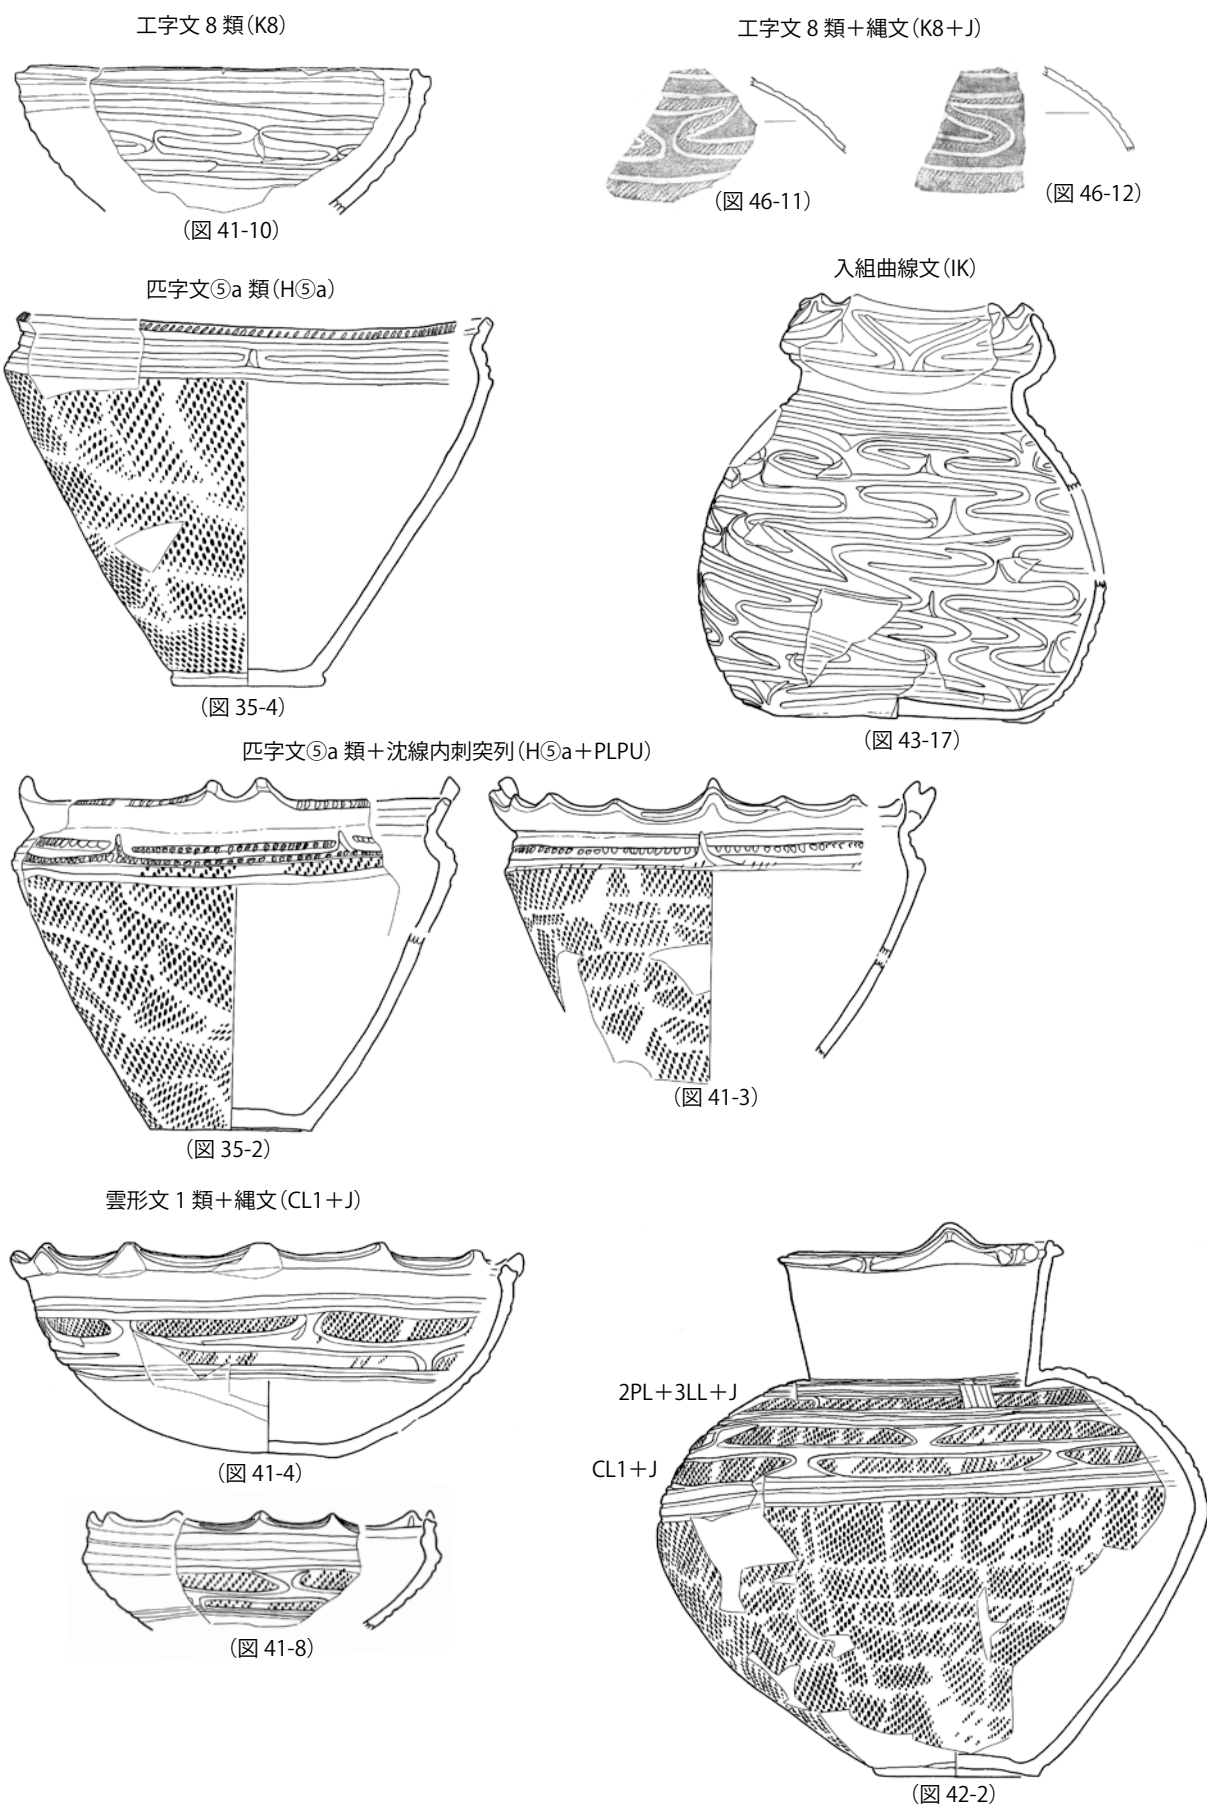 工字文 8 類(K8)
工字文 8 類＋縄文(K8＋J)
(図 41-10)
(図 46-11)
(図 46-12)
匹字文⑤a 類(H⑤a)
入組曲線文(IK)
(図 35-4)
(図 43-17)
匹字文⑤a 類＋沈線内刺突列(H⑤a＋PLPU)
(図 35-2)
(図 41-3)
雲形文 1 類＋縄文(CL1＋J)
(図 41-4)
2PL＋3LL＋J
CL1＋J
(図 41-8)
(図 42-2)